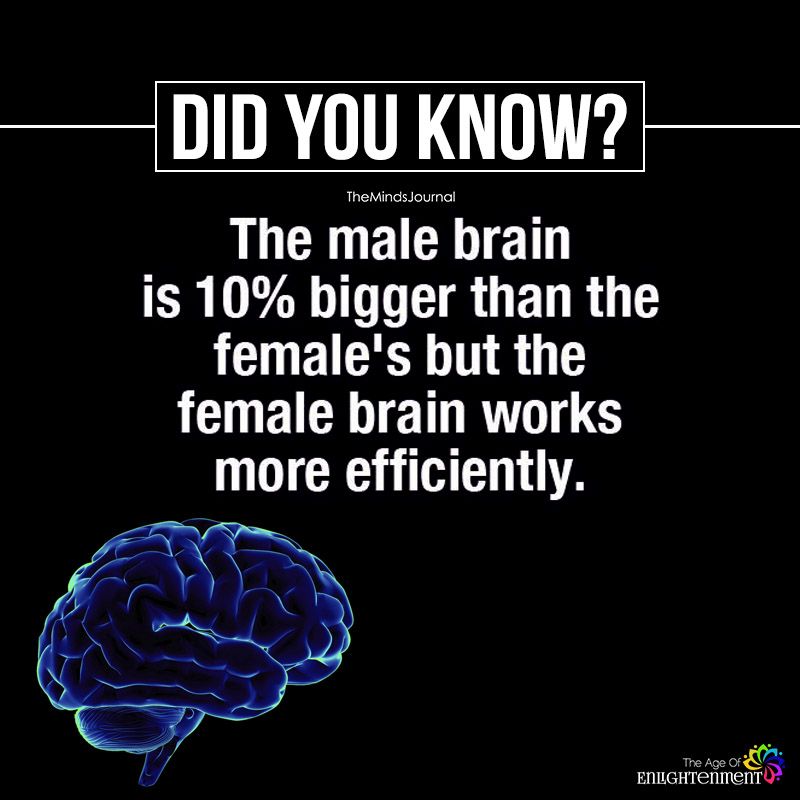 DID YOU KNOW?
TheMindsJournal
The male brain
is 10% bigger than the
female's but the
female brain works
more efficiently.
The Age Of
ENLIGHTENMENT